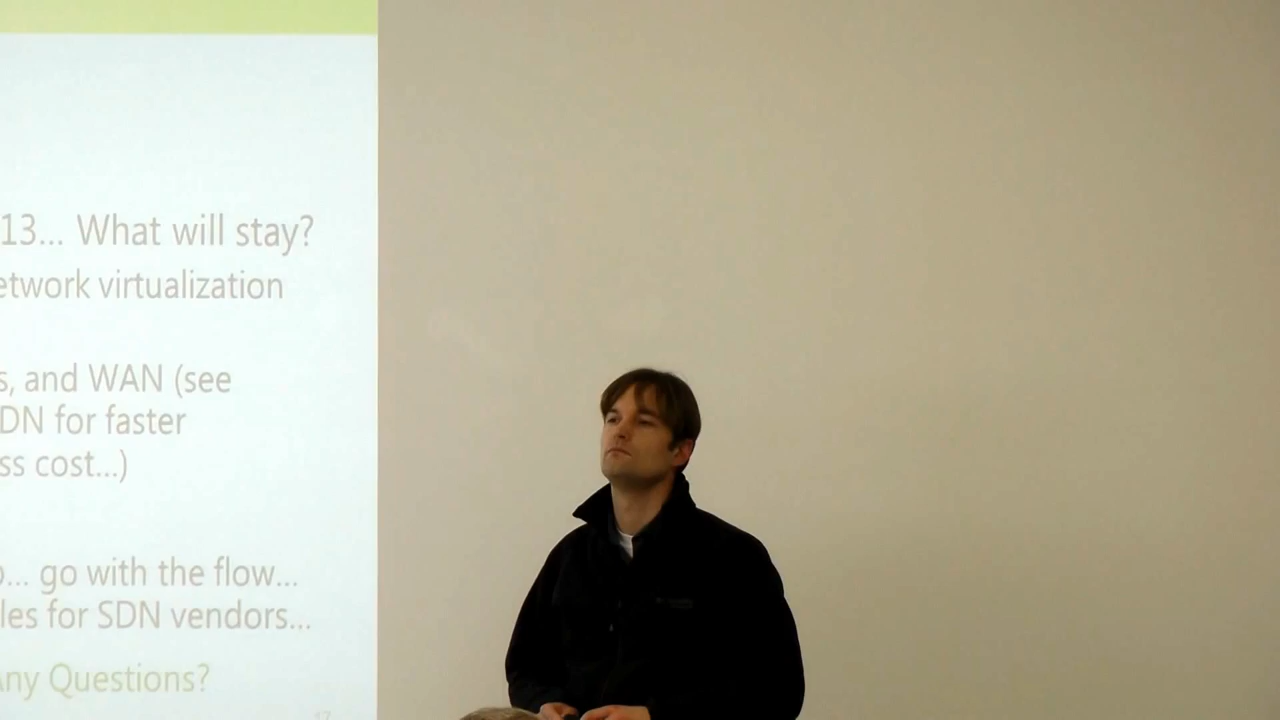 13... What will stay?
etwork virtualization
s, and WAN (see
DN for faster
ss cost...)
... go with the flow...
les for SDN vendors...
Any Questions?
17